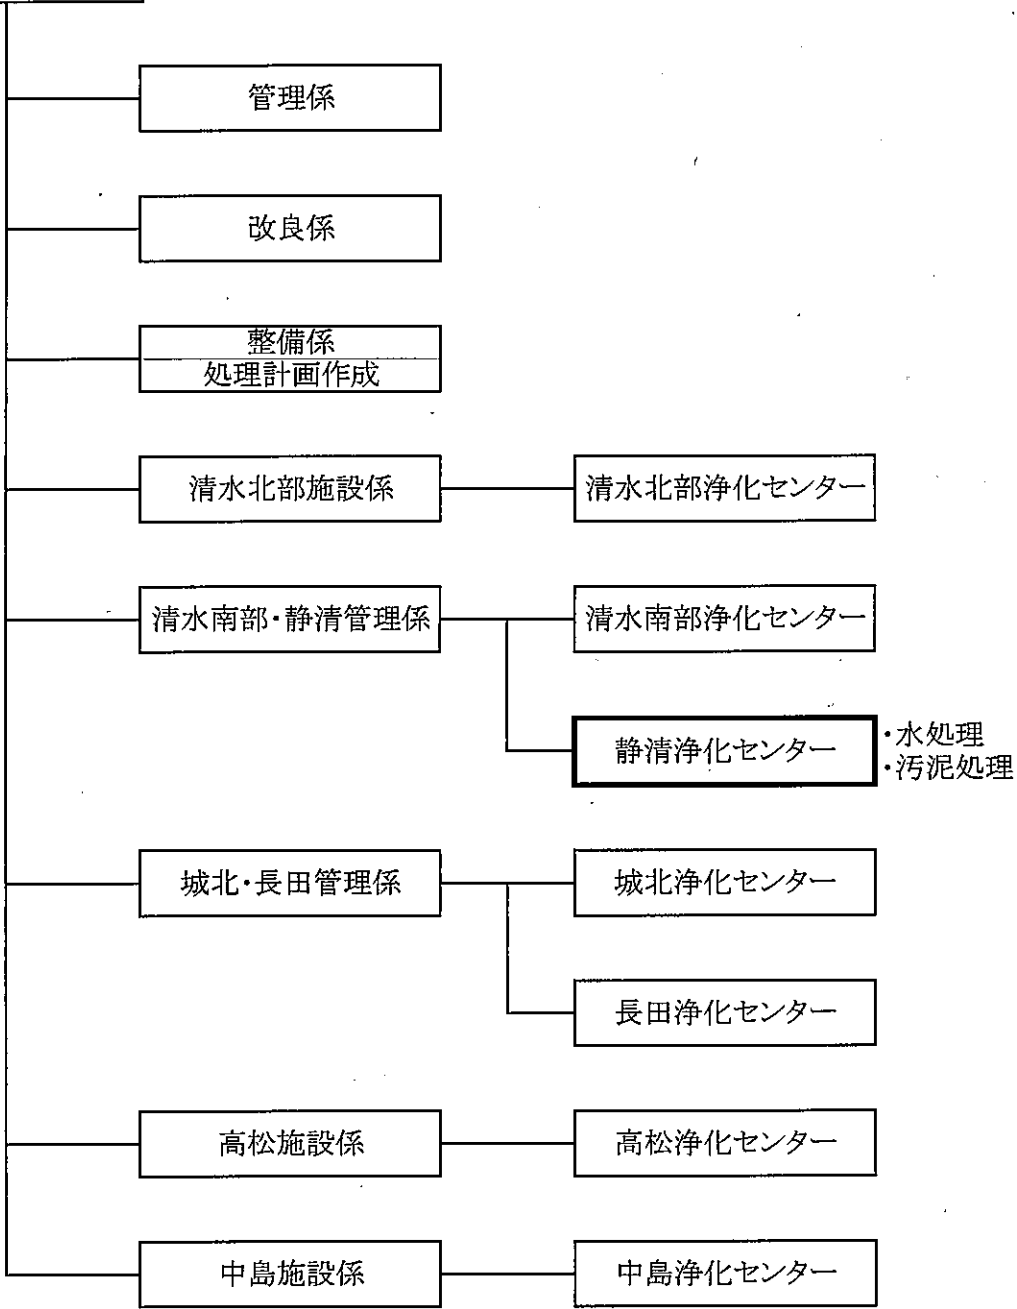 管理係
改良係
整備係
処理計画作成
清水北部施設係
清水北部浄化センター
清水南部・静清管理係
清水南部浄化センター
静清浄化センター
・水処理
・汚泥処理
城北・長田管理係
城北浄化センター
長田浄化センター
高松施設係
高松浄化センター
中島施設係
中島浄化センター